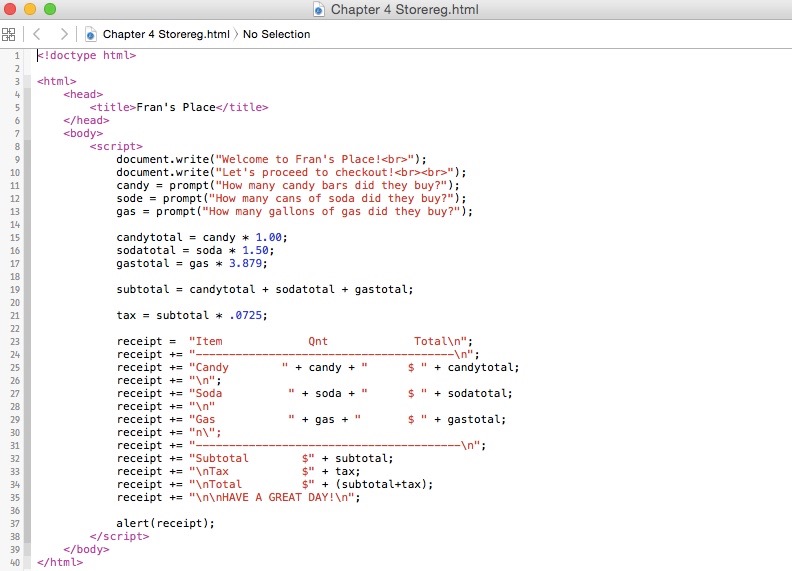 Chapter 4 Storereg.html
Chapter 4 Storereg.html 〉 No Selection
1 <!doctype html>
2
3 <html>
4     <head>
5         <title>Fran's Place</title>
6     </head>
7     <body>
8         <script>
9             document.write("Welcome to Fran's Place!<br>");
10             document.write("Let's proceed to checkout!<br><br>");
11             candy = prompt("How many candy bars did they buy?");
12             sode = prompt("How many cans of soda did they buy?");
13             gas = prompt("How many gallons of gas did they buy?");
14
15             candytotal = candy * 1.00;
16             sodatotal = soda * 1.50;
17             gastotal = gas * 3.879;
18
19             subtotal = candytotal + sodatotal + gastotal;
20
21             tax = subtotal * .0725;
22
23             receipt =  "Item             Qnt             Total\n";
24             receipt += "---------------------------------------\n";
25             receipt += "Candy        " + candy + "      $ " + candytotal;
26             receipt += "\n";
27             receipt += "Soda          " + soda + "      $ " + sodatotal;
28             receipt += "\n"
29             receipt += "Gas           " + gas + "       $ " + gastotal;
30             receipt += "n\";
31             receipt += "----------------------------------------\n";
32             receipt += "Subtotal        $" + subtotal;
33             receipt += "\nTax           $" + tax;
34             receipt += "\nTotal         $" + (subtotal+tax);
35             receipt += "\n\nHAVE A GREAT DAY!\n";
36
37             alert(receipt);
38         </script>
39     </body>
40 </html>